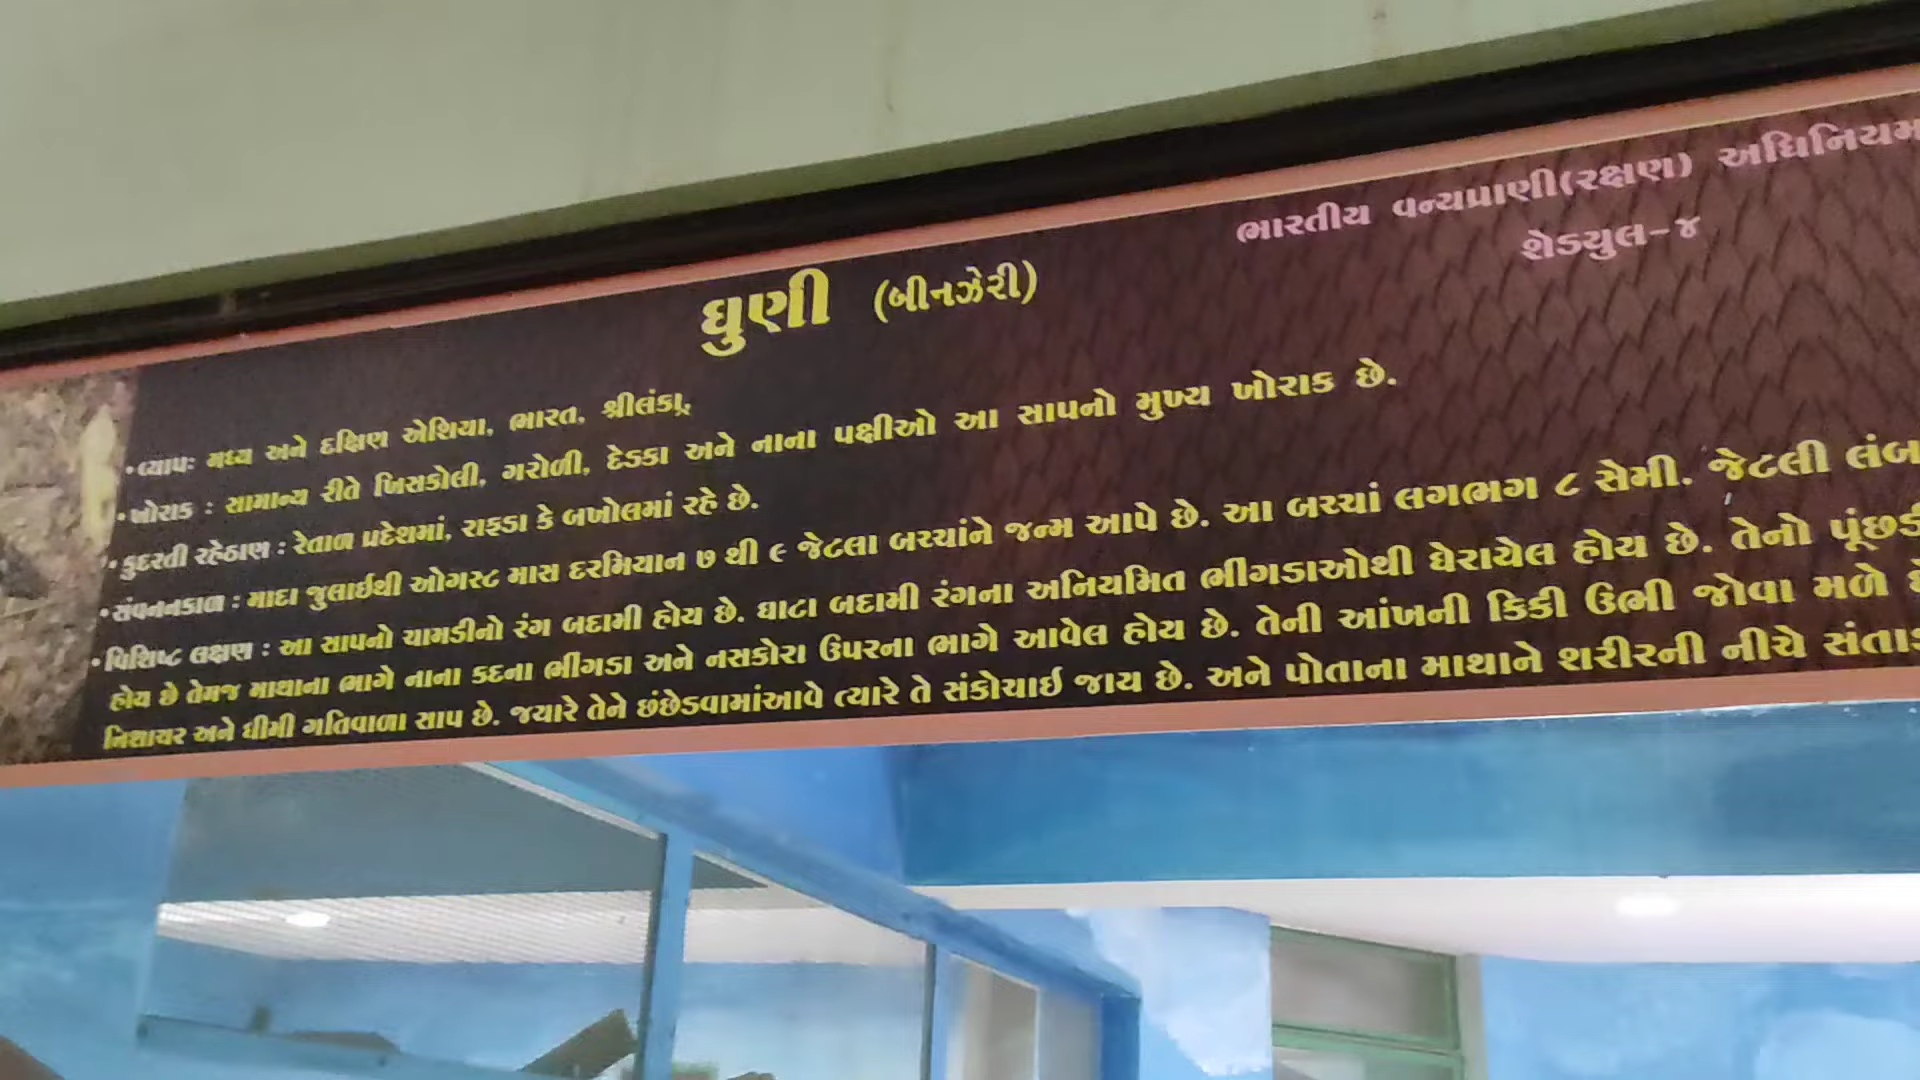 ભારતીય વન્યપ્રાણી(રક્ષણ) અધિનિયમ
શેડ્યુલ-૪
ધુણી (બીનઝેરી)
•વ્યાપઃ મધ્ય અને દક્ષિણ એશિયા, ભારત, શ્રીલંકા,
•ખોરાક : સામાન્ય રીતે ખિસકોલી, ગરોળી, દેડકા અને નાના પક્ષીઓ આ સાપનો મુખ્ય ખોરાક છે.
•કુદરતી રહેઠાણ : રેતાળ પ્રદેશમાં, રાફડા કે બખોલમાં રહે છે.
•સંવનનકાળ : માદા જુલાઈથી ઓગસ્ટ માસ દરમિયાન ૭ થી ૯ જેટલા બચ્ચાંને જન્મ આપે છે. આ બચ્ચાં લગભગ ૮ સેમી. જેટલી
•વિશિષ્ટ લક્ષણ : આ સાપનો ચામડીનો રંગ બદામી હોય છે. ઘાટા બદામી રંગના અનિયમિત ભીંગડાઓથી ઘેરાયેલ હોય છે. તેનો
હોય છે તેમજ માથાના ભાગે નાના કદના ભીંગડા અને નસકોરા ઉપરના ભાગે આવેલ હોય છે. તેની આંખની કિકી ઉભી જોવા મળે
નિશાચર અને ધીમી ગતિવાળા સાપ છે. જયારે તેને છંછેડવામાંઆવે ત્યારે તે સંકોચાઈ જાય છે. અને પોતાના માથાને શરીરની નીચે